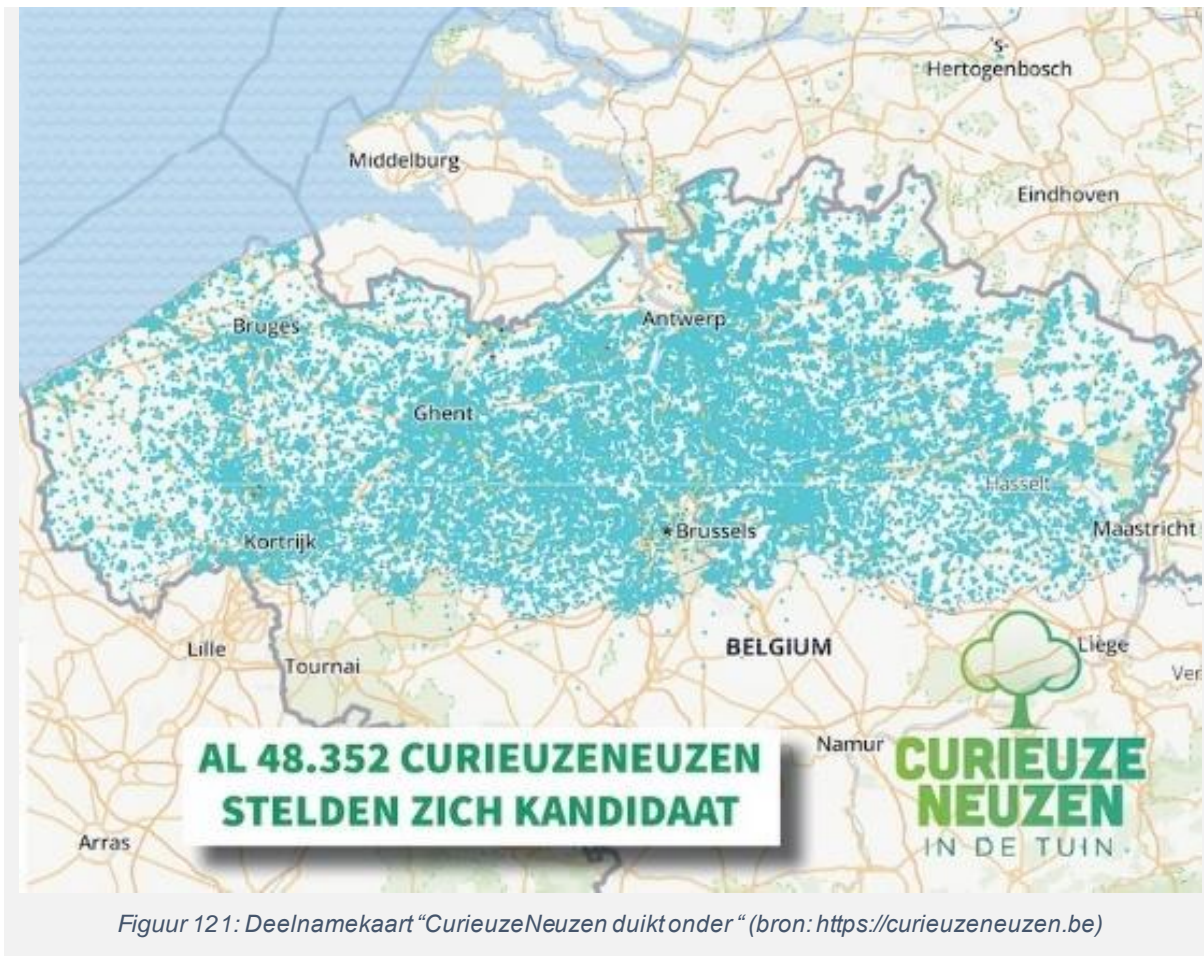 's-
Hertogenbosch
Middelburg
Eindhoven
Bruges
Antwerp
Ghent
Hasselt
Brussels
Maastricht
Kortrijk
BELGIUM
Lille
Liège
Tournai
Ver
Namur
AL 48.352 CURIEUZENEUZEN
STELDEN ZICH KANDIDAAT
CURIEUZE
NEUZEN
IN DE TUIN
Arras
Figuur 121: Deelnamekaart “CurieuzeNeuzen duikt onder “ (bron: https://curieuzeneuzen.be)